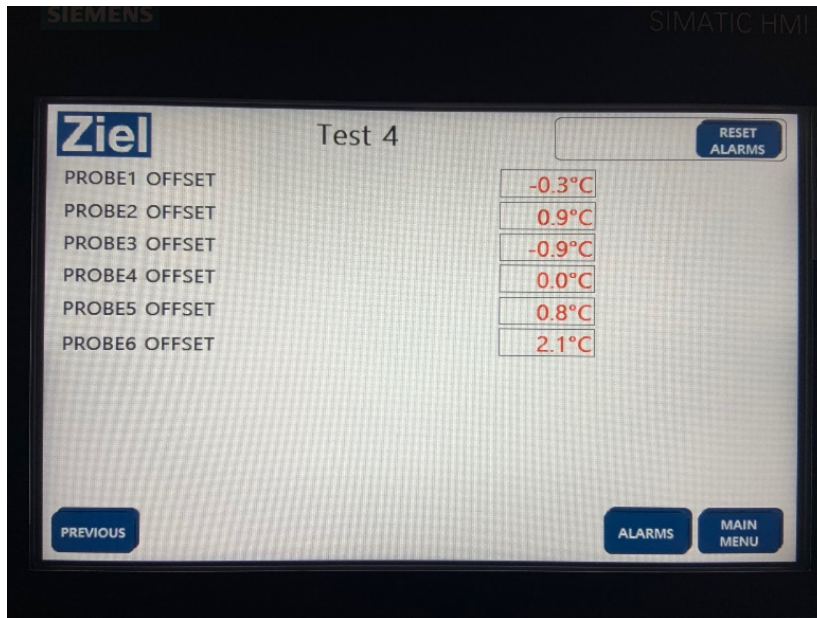 SIEMENS
SIMATIC HMI
Ziel
Test 4
RESET
ALARMS
PROBE1 OFFSET -0.3°C
PROBE2 OFFSET 0.9°C
PROBE3 OFFSET -0.9°C
PROBE4 OFFSET 0.0°C
PROBE5 OFFSET 0.8°C
PROBE6 OFFSET 2.1°C
PREVIOUS
ALARMS
MAIN
MENU